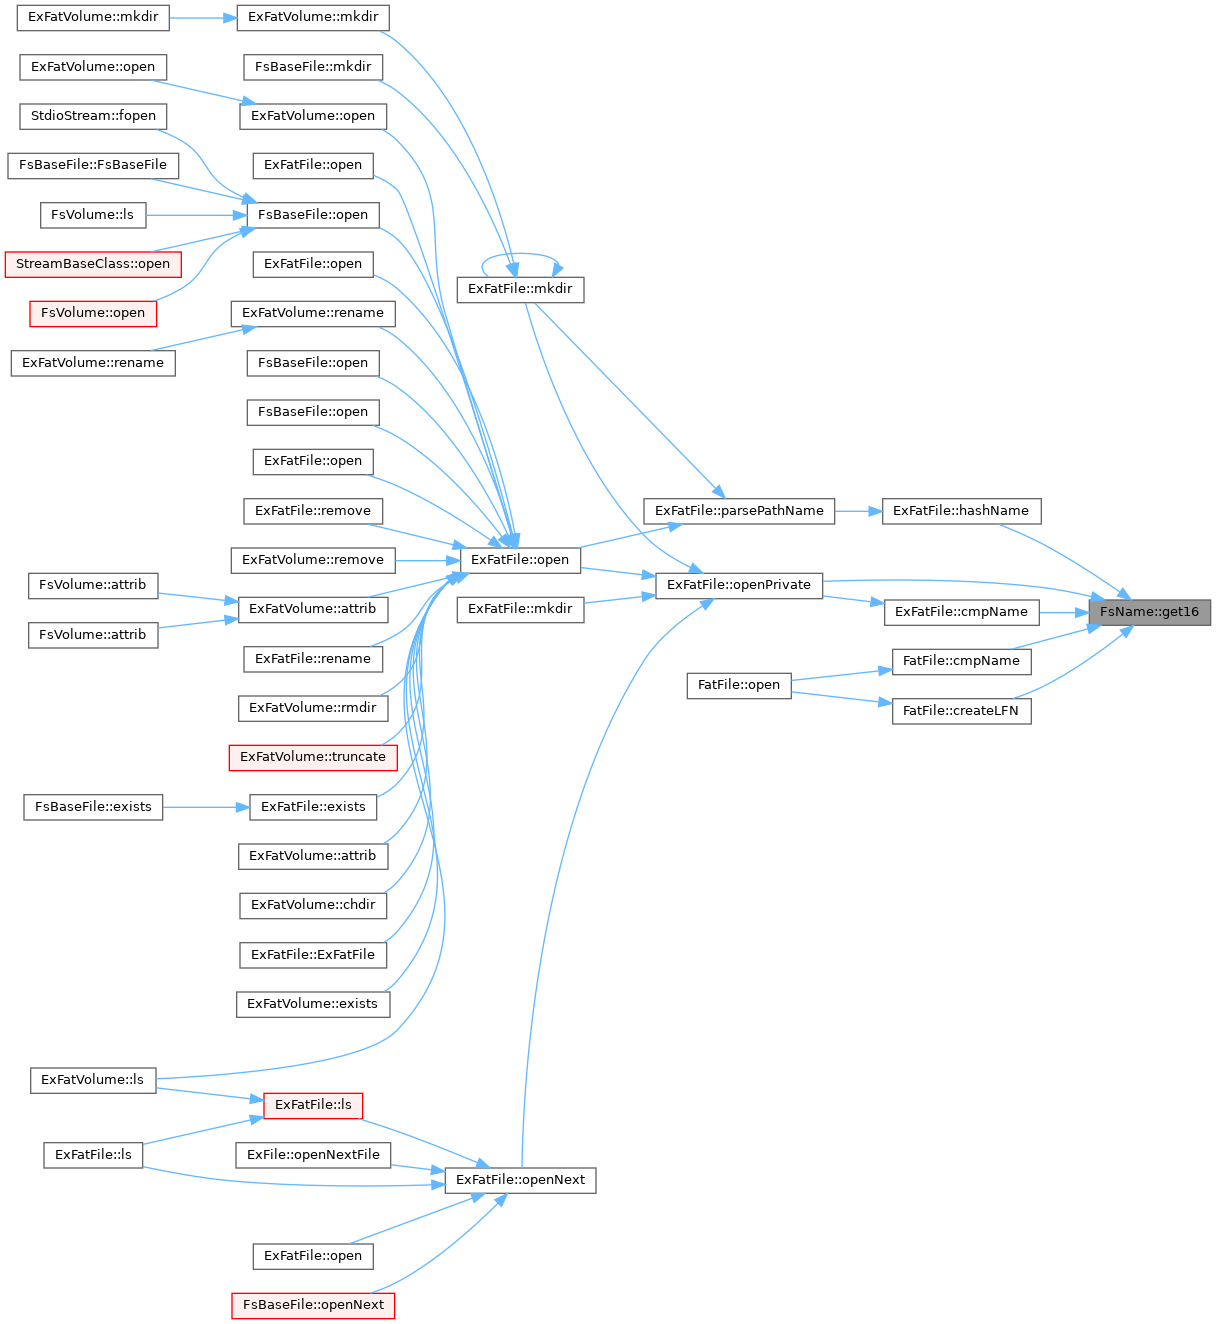 ExFatVolume::mkdir
ExFatVolume::mkdir
FsBaseFile::mkdir
ExFatVolume::open
ExFatVolume::open
StdioStream::fopen
FsBaseFile::FsBaseFile
ExFatFile::open
FsVolume::ls
FsBaseFile::open
StreamBaseClass::open
ExFatFile::open
ExFatFile::mkdir
FsVolume::open
ExFatVolume::rename
ExFatVolume::rename
FsBaseFile::open
FsBaseFile::open
ExFatFile::open
ExFatFile::remove
ExFatFile::parsePathName
ExFatFile::hashName
ExFatVolume::remove
ExFatFile::open
FsVolume::attrib
ExFatFile::openPrivate
ExFatVolume::attrib
ExFatFile::mkdir
ExFatFile::cmpName
FsName::get16
FsVolume::attrib
ExFatFile::rename
FatFile::cmpName
FatFile::open
ExFatVolume::rmdir
FatFile::createLFN
ExFatVolume::truncate
FsBaseFile::exists
ExFatFile::exists
ExFatVolume::attrib
ExFatVolume::chdir
ExFatFile::ExFatFile
ExFatVolume::exists
ExFatVolume::ls
ExFatFile::ls
ExFatFile::ls
ExFile::openNextFile
ExFatFile::openNext
ExFatFile::open
FsBaseFile::openNext